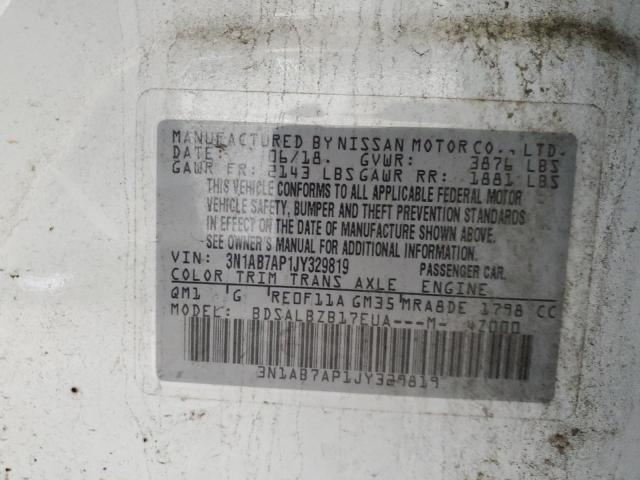 MANUFACTURED BY NISSAN MOTOR CO., LTD.
DATE: 06/18. GVWR: 3876 LBS
GAWR FR: 2143 LBS GAWR RR: 1881 LBS
THIS VEHICLE CONFORMS TO ALL APPLICABLE FEDERAL MOTOR
VEHICLE SAFETY, BUMPER AND THEFT PREVENTION STANDARDS
IN EFFECT ON THE DATE OF MANUFACTURE SHOWN ABOVE.
SEE OWNER'S MANUAL FOR ADDITIONAL INFORMATION.
VIN: 3N1AB7AP1JY329819 PASSENGER CAR
COLOR TRIM TRANS AXLE ENGINE
QM1 G RE0F11A GM35 MRA8DE 1798 CC
MODEL: BDSALBZB17EUA---M- 4Z000
3N1AB7AP1JY329819